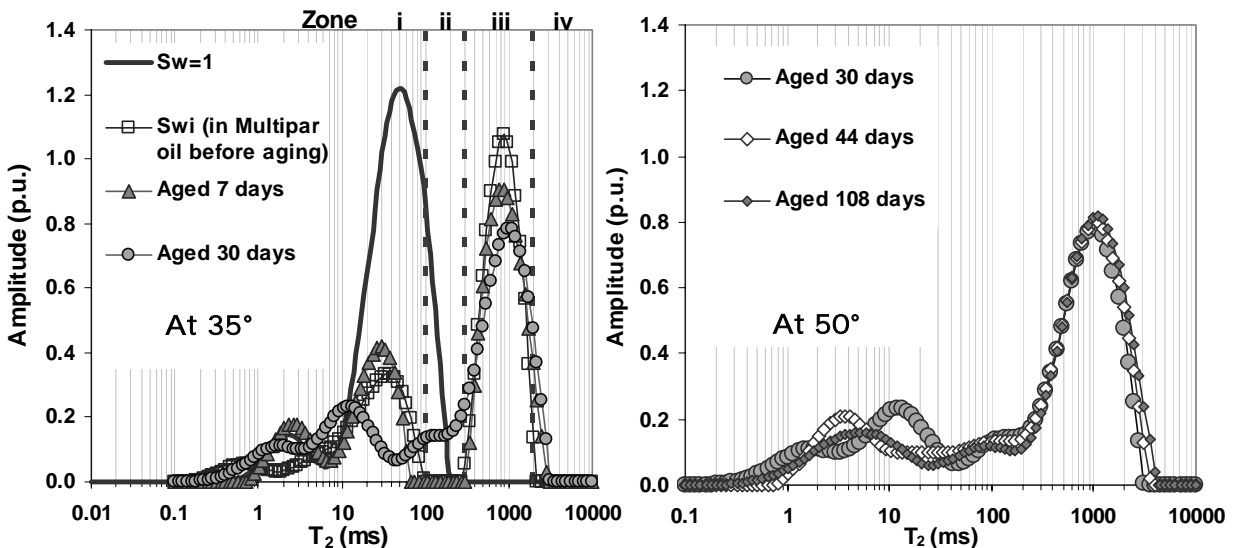 Zone i ii iii iv
1.4
1.2
1.0
0.8
0.6
0.4
0.2
0.0
Amplitude (p.u.)
Sw=1
Swi (in Multipar
oil before aging)
Aged 7 days
Aged 30 days
At 35°
0.01 0.1 1 10 100 1000 10000
T2 (ms)
1.4
1.2
1.0
0.8
0.6
0.4
0.2
0.0
Amplitude (p.u.)
Aged 30 days
Aged 44 days
Aged 108 days
At 50°
0.1 1 10 100 1000 10000
T2 (ms)